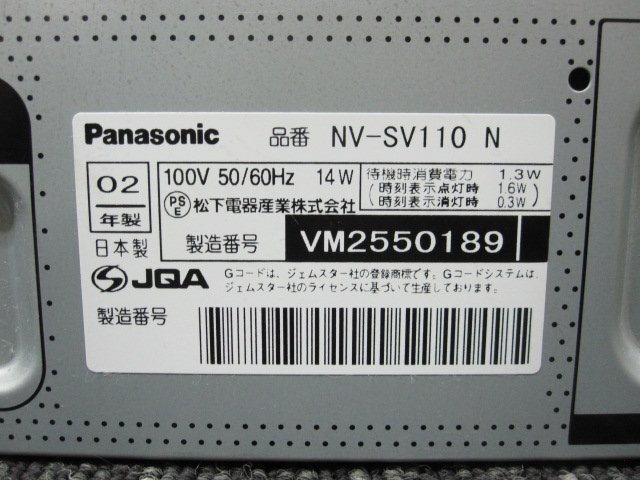 Panasonic 品番 NV-SV110 N
02 年製
日本製
100V 50/60Hz 14W
待機時消費電力 1.3W
(時刻表示点灯時 1.6W)
(時刻表示消灯時 0.3W)
PSE 松下電器産業株式会社
製造番号 VM2550189
JQA
Gコードは、ジェムスター社の登録商標です。Gコードシステムは、
ジェムスター社のライセンスに基づいて生産しております。
製造番号